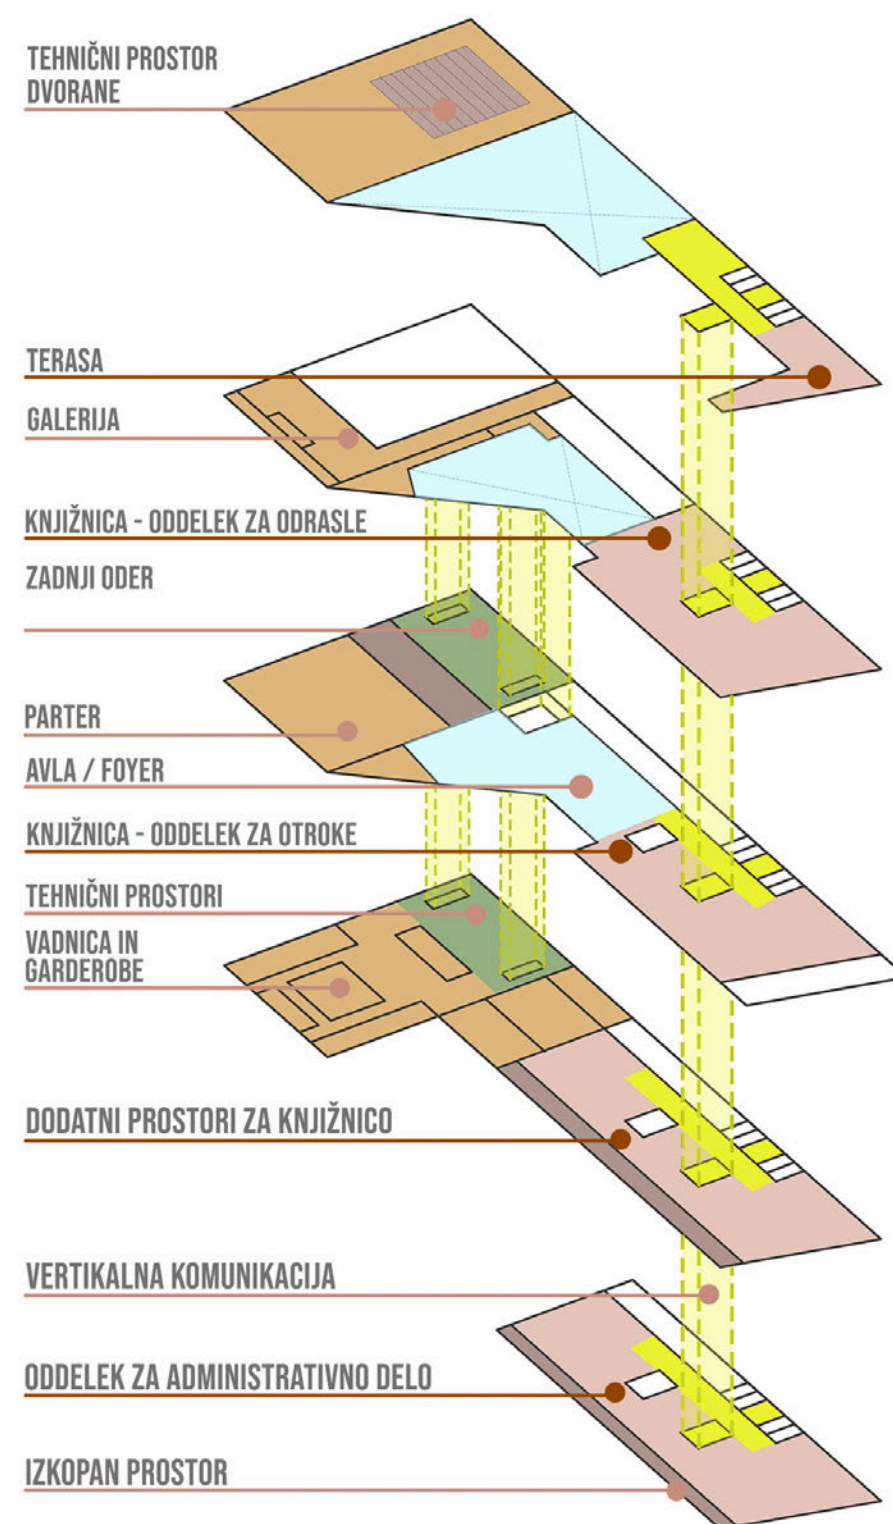 TEHNIČNI PROSTOR
DVORANE
TERASA
GALERIJA
KNJIŽNICA - ODDELEK ZA ODRASLE
ZADNJI ODER
PARTER
AVLA / FOYER
KNJIŽNICA - ODDELEK ZA OTROKE
TEHNIČNI PROSTORI
VADNICA IN
GARDEROBE
DODATNI PROSTORI ZA KNJIŽNICO
VERTIKALNA KOMUNIKACIJA
ODDELEK ZA ADMINISTRATIVNO DELO
IZKOPAN PROSTOR